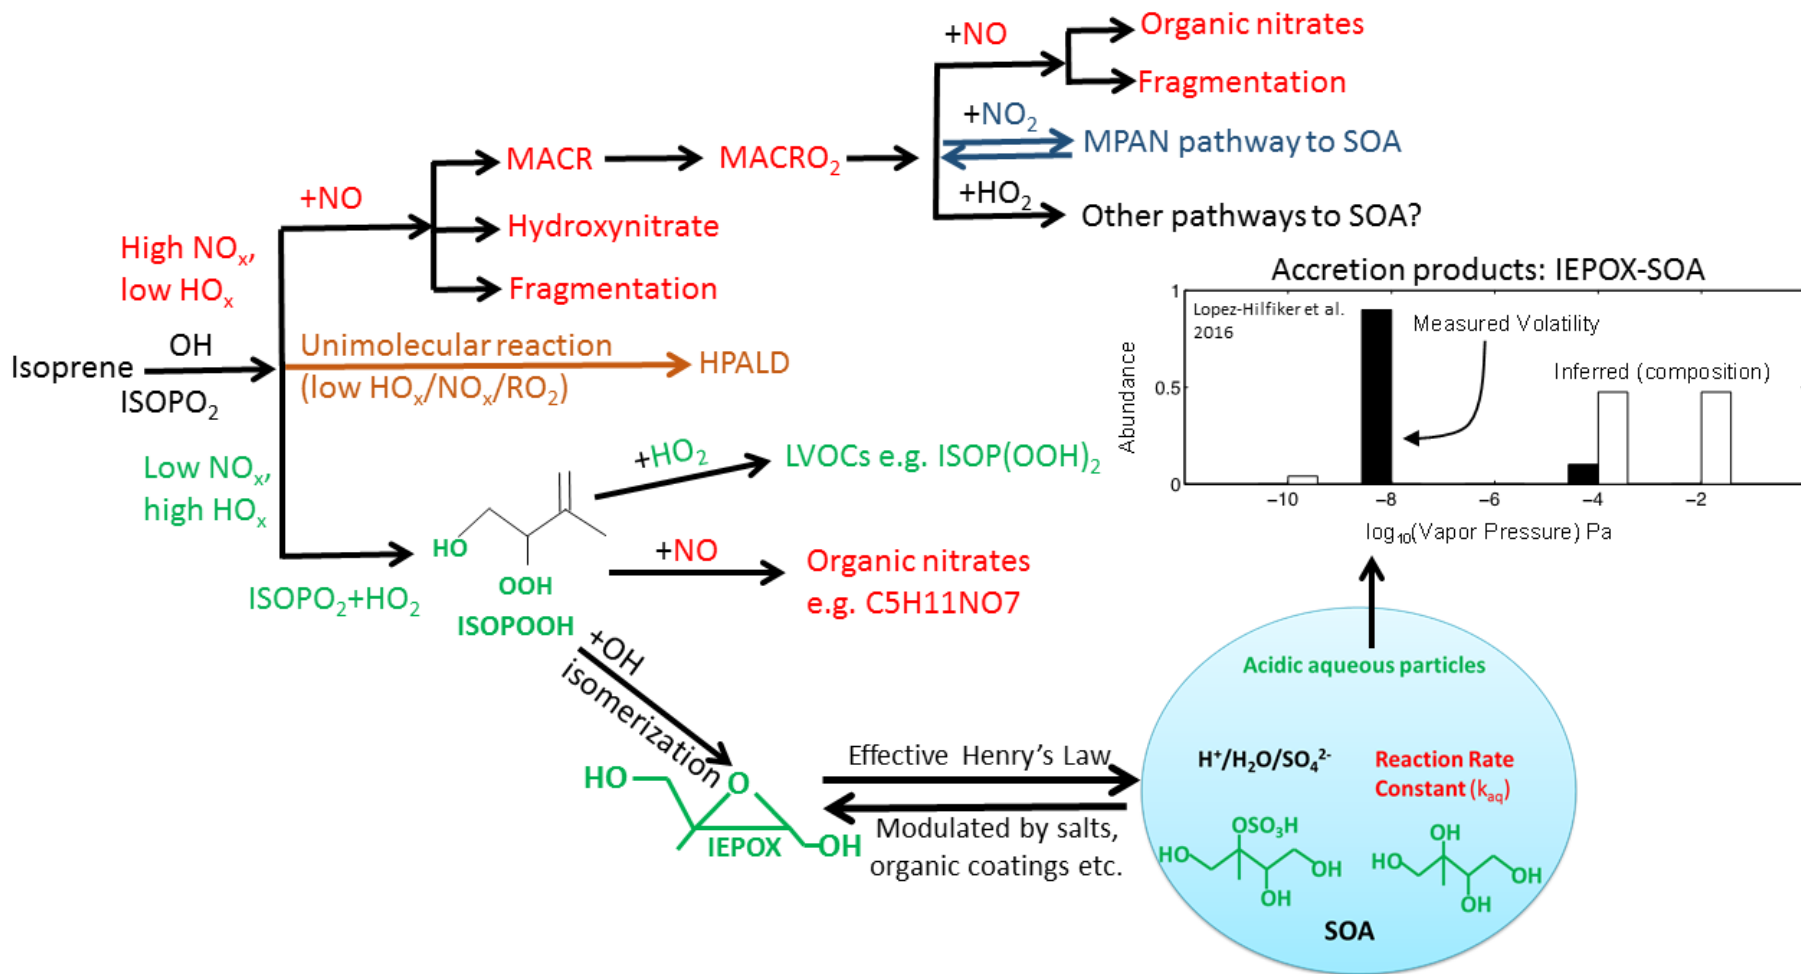 +NO
Organic nitrates
Fragmentation
+NO₂
MPAN pathway to SOA
MACR
MACRO₂
+HO₂
Other pathways to SOA?
+NO
Hydroxynitrate
Fragmentation
High NOₓ,
low HOₓ
Isoprene
OH
ISOPO₂
Unimolecular reaction
(low HOₓ/NOₓ/RO₂)
HPALD
Low NOₓ,
high HOₓ
ISOPO₂+HO₂
HO
OOH
ISOPOOH
+HO₂
LVOCs e.g. ISOP(OOH)₂
+NO
Organic nitrates
e.g. C5H11NO7
+OH
isomerization
HO
O
IEPOX
OH
Effective Henry's Law
Modulated by salts,
organic coatings etc.
Accretion products: IEPOX-SOA
Lopez-Hilfiker et al.
2016
Measured Volatility
Inferred (composition)
Abundance
1
0.5
0
−10
−8
−6
−4
−2
log₁₀(Vapor Pressure) Pa
Acidic aqueous particles
H⁺/H₂O/SO₄²⁻
Reaction Rate
Constant (kₐq)
OSO₃H
HO
OH
OH
OH
HO
OH
OH
SOA